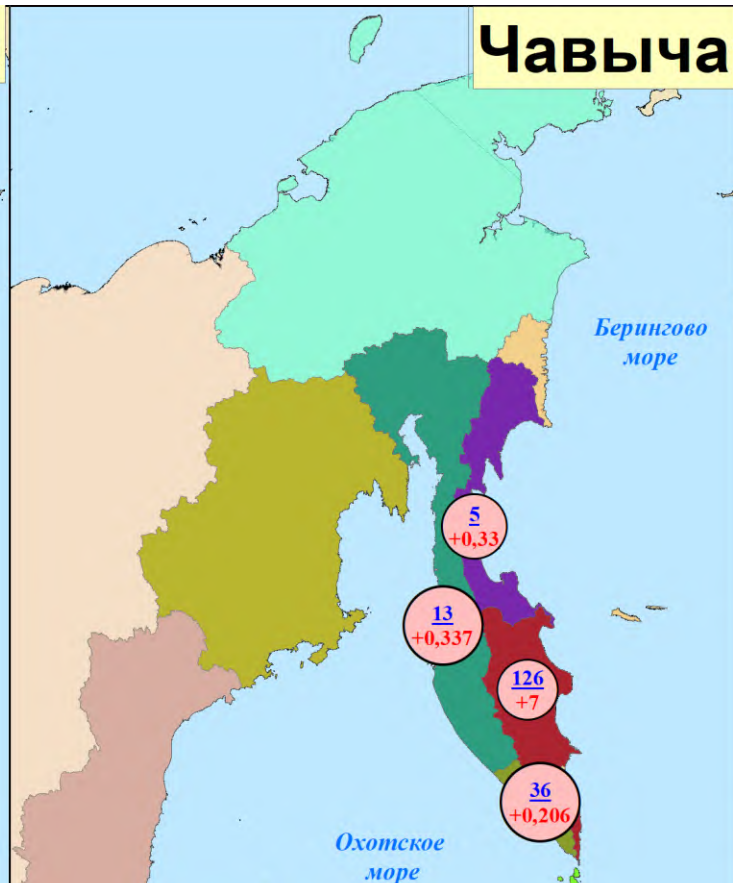 Чавыча
Берингово
море
5
+0,33
13
+0,337
126
+7
36
+0,206
Охотское
море